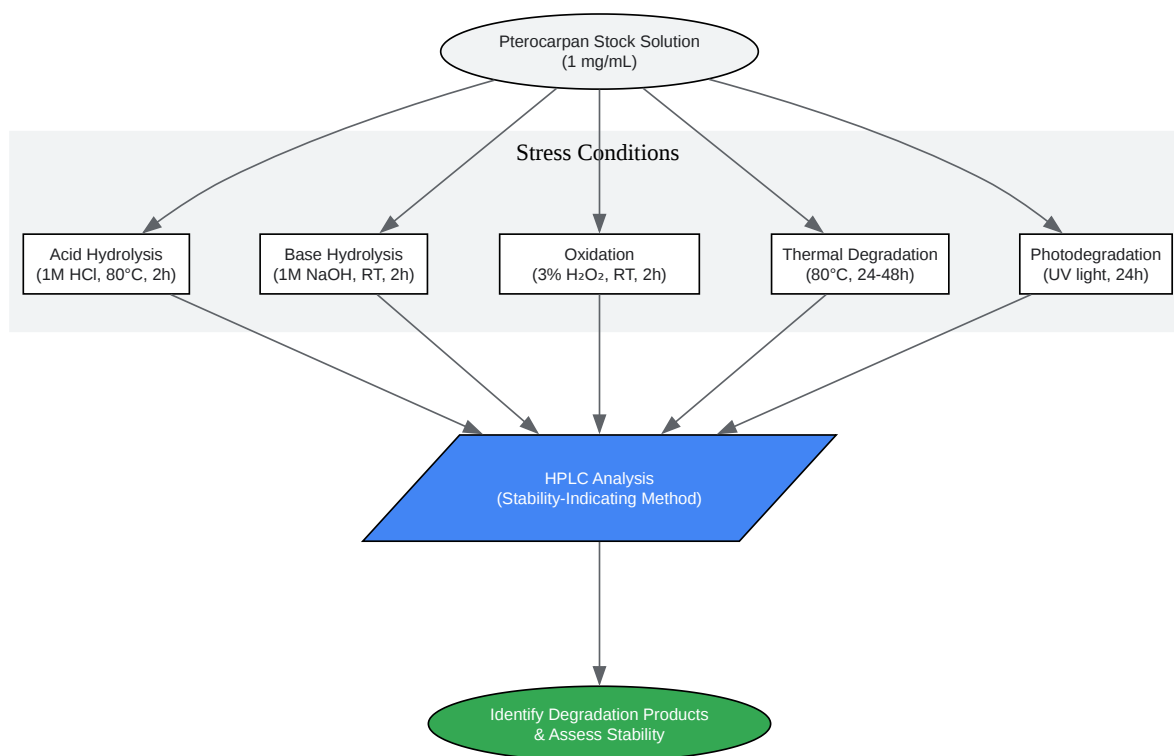 Pterocarpan Stock Solution
(1 mg/mL)
Stress Conditions
Acid Hydrolysis
(1M HCl, 80°C, 2h)
Base Hydrolysis
(1M NaOH, RT, 2h)
Oxidation
(3% H₂O₂, RT, 2h)
Thermal Degradation
(80°C, 24-48h)
Photodegradation
(UV light, 24h)
HPLC Analysis
(Stability-Indicating Method)
Identify Degradation Products
& Assess Stability